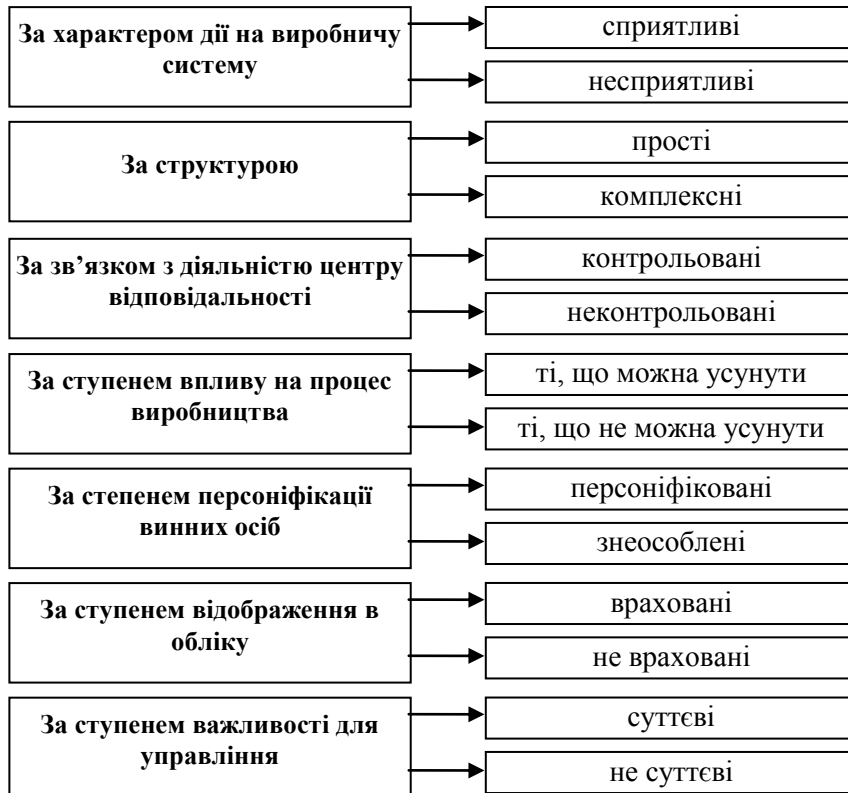 За характером дії на виробничу
систему
сприятливі
несприятливі
За структурою
прості
комплексні
За зв’язком з діяльністю центру
відповідальності
контрольовані
неконтрольовані
За ступенем впливу на процес
виробництва
ті, що можна усунути
ті, що не можна усунути
За степенем персоніфікації
винних осіб
персоніфіковані
знеособлені
За ступенем відображення в
обліку
враховані
не враховані
За ступенем важливості для
управління
суттєві
не суттєві